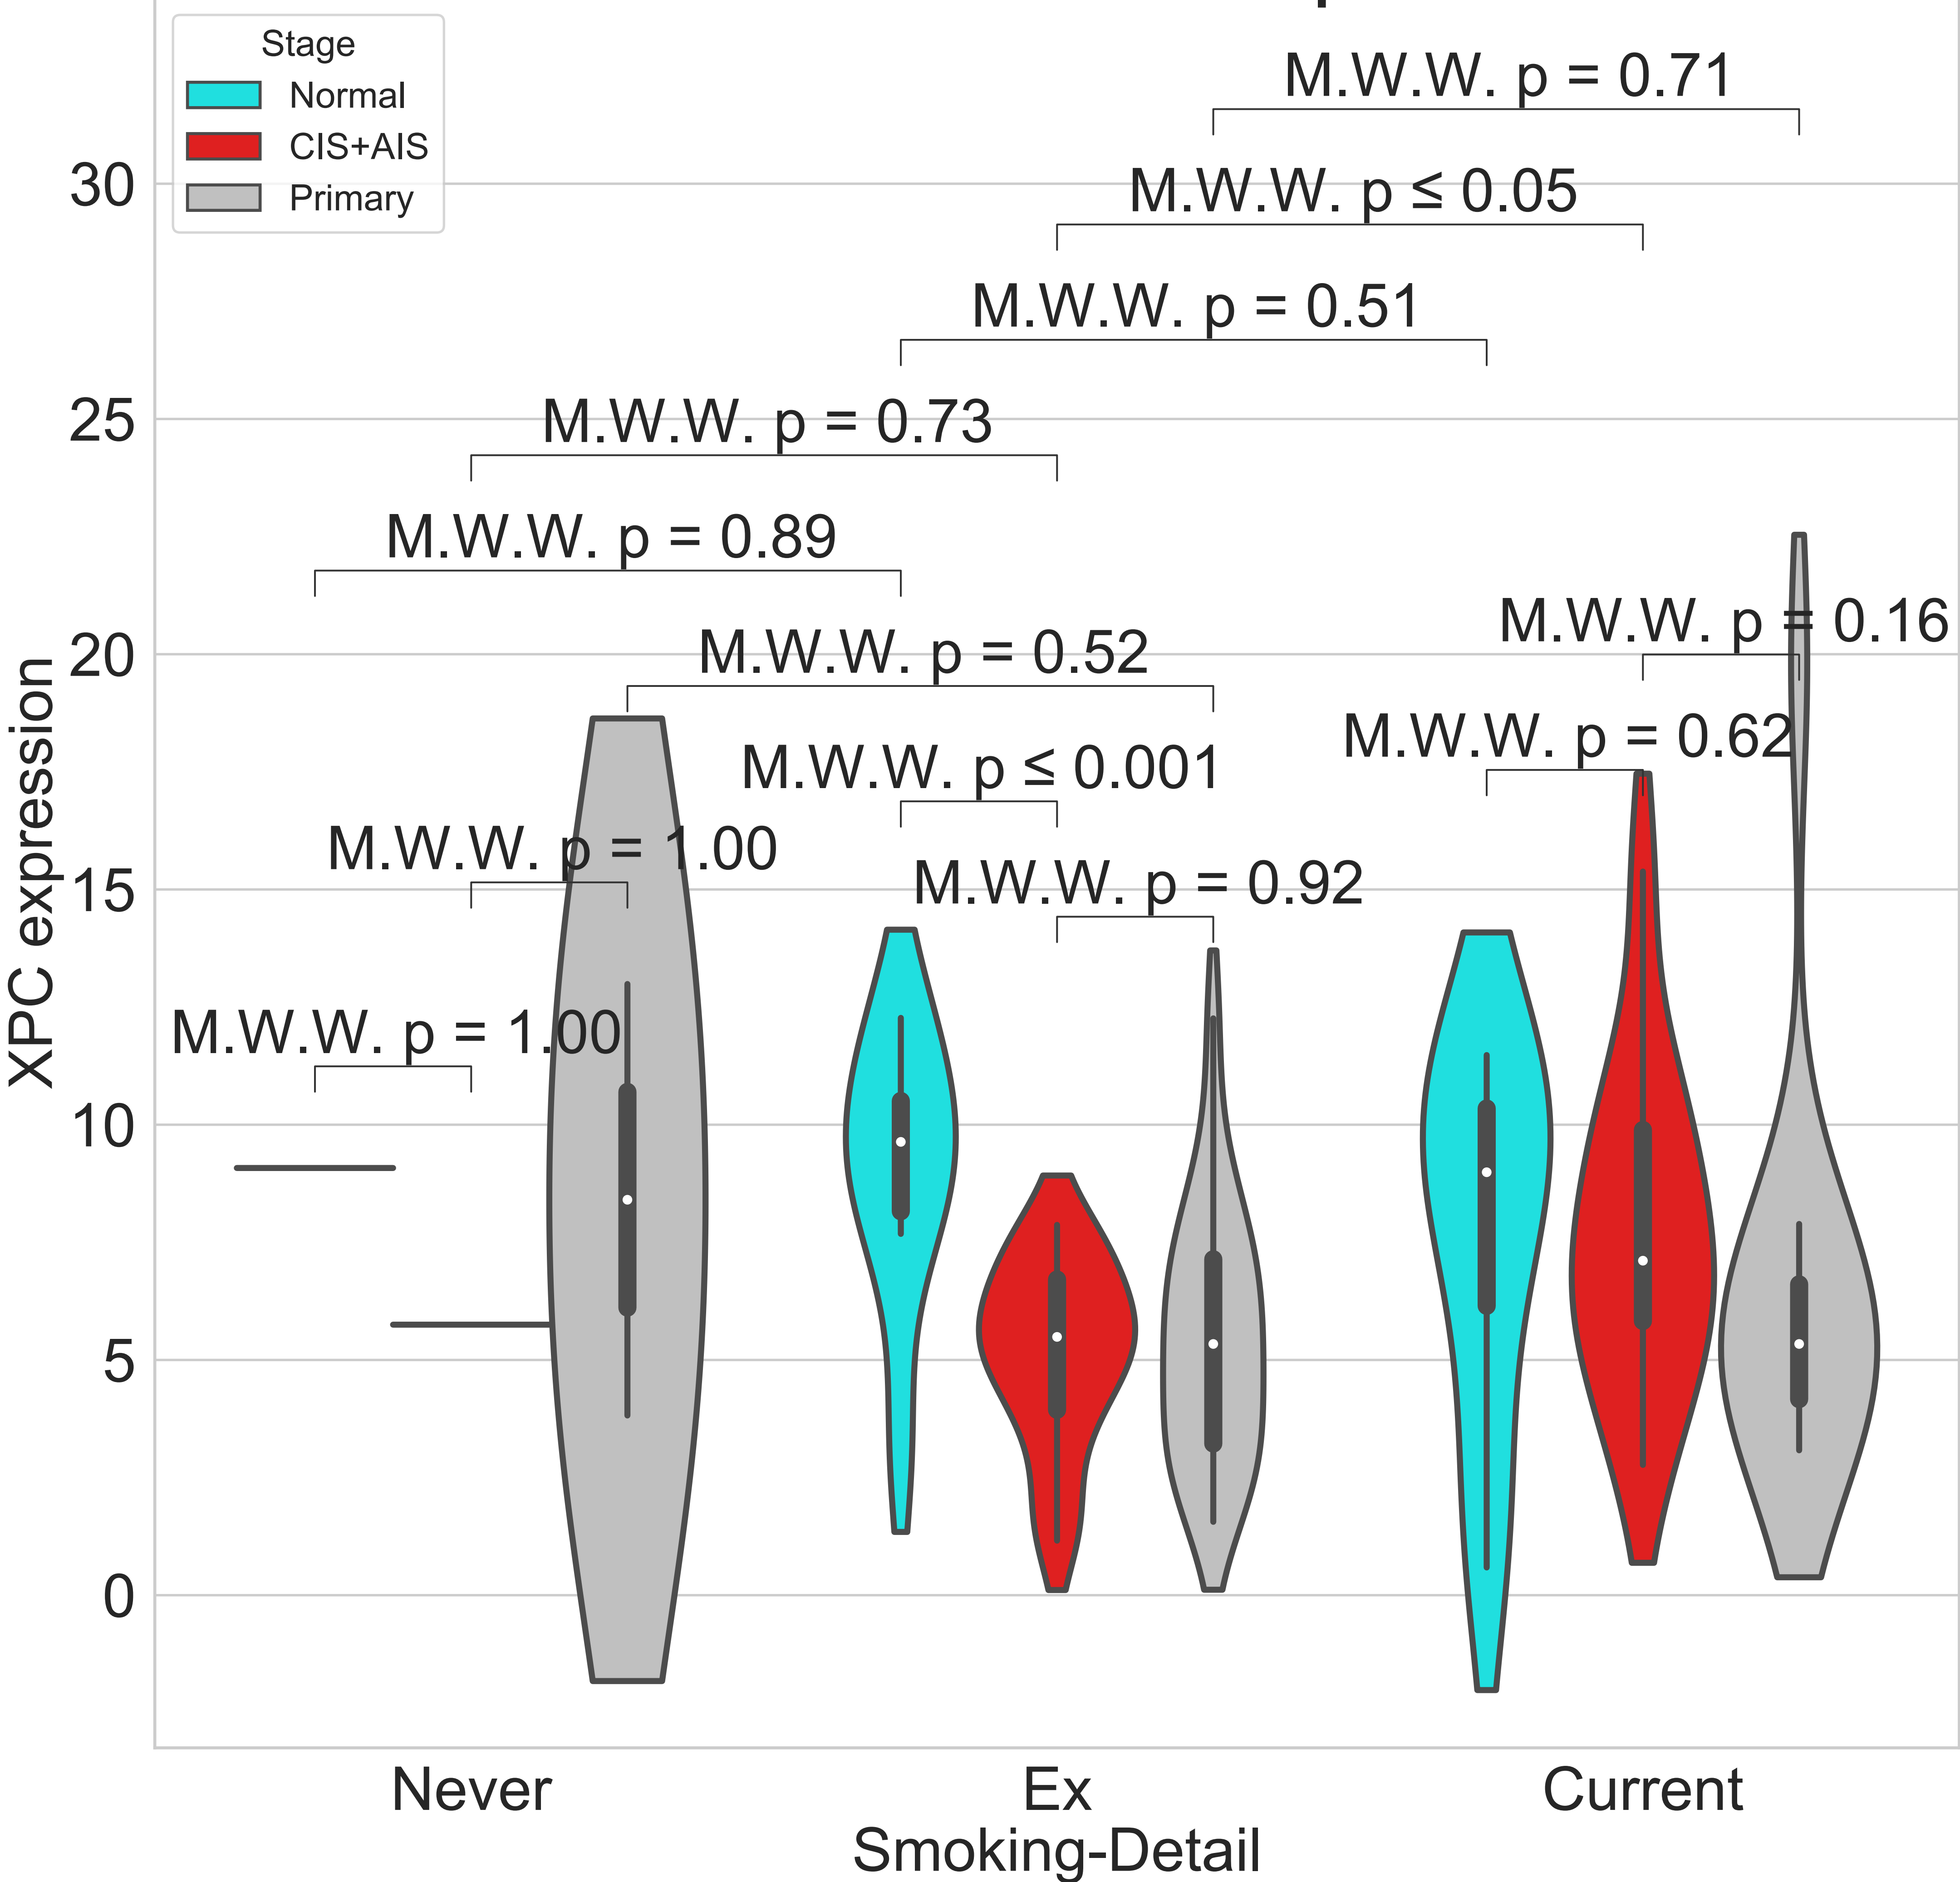 Stage
Normal
CIS+AIS
Primary
M.W.W. p = 0.71
M.W.W. p ≤ 0.05
M.W.W. p = 0.51
M.W.W. p = 0.73
M.W.W. p = 0.89
M.W.W. p = 0.16
M.W.W. p = 0.52
M.W.W. p = 0.62
M.W.W. p ≤ 0.001
M.W.W. p = 1.00
M.W.W. p = 0.92
M.W.W. p = 1.00
30
25
20
15
10
5
0
XPC expression
Never
Ex
Current
Smoking-Detail